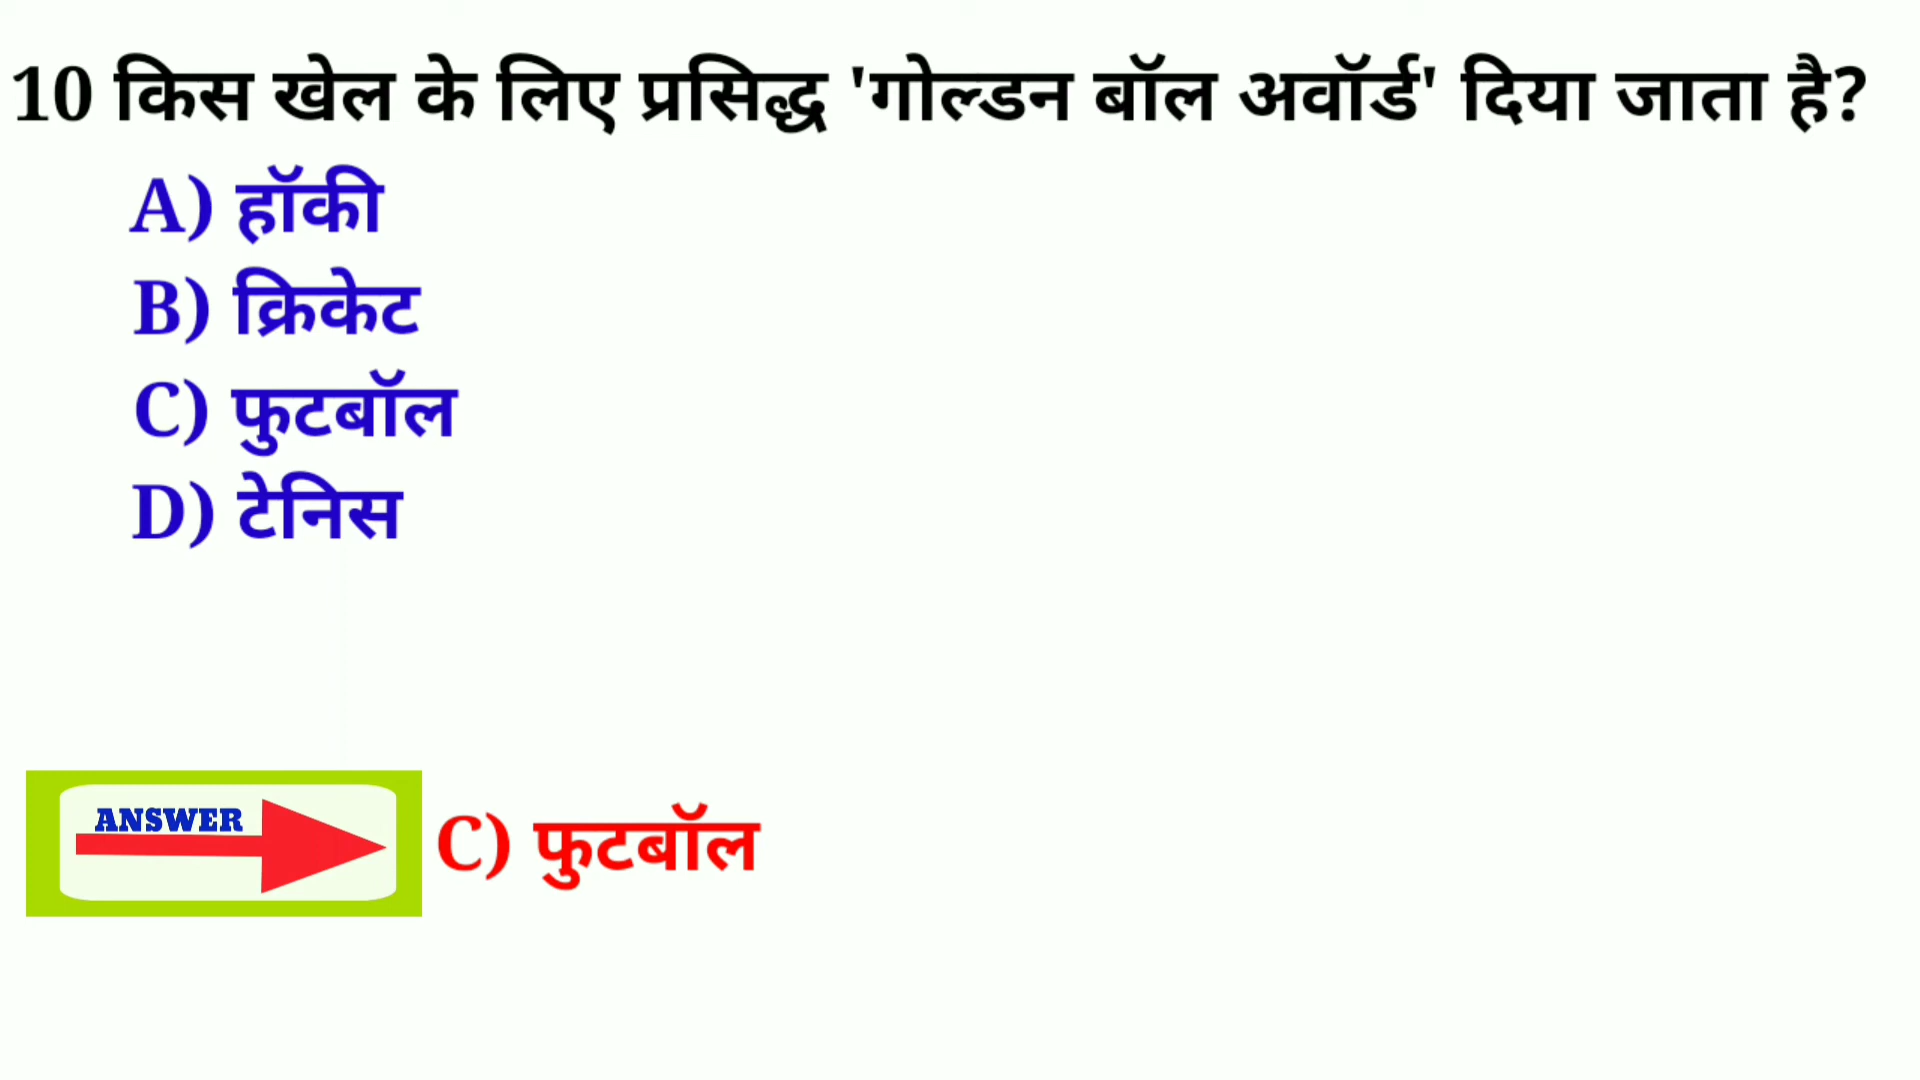 10 किस खेल के लिए प्रसिद्ध 'गोल्डन बॉल अवॉर्ड' दिया जाता है?
A) हॉकी
B) क्रिकेट
C) फुटबॉल
D) टेनिस
ANSWER
C) फुटबॉल